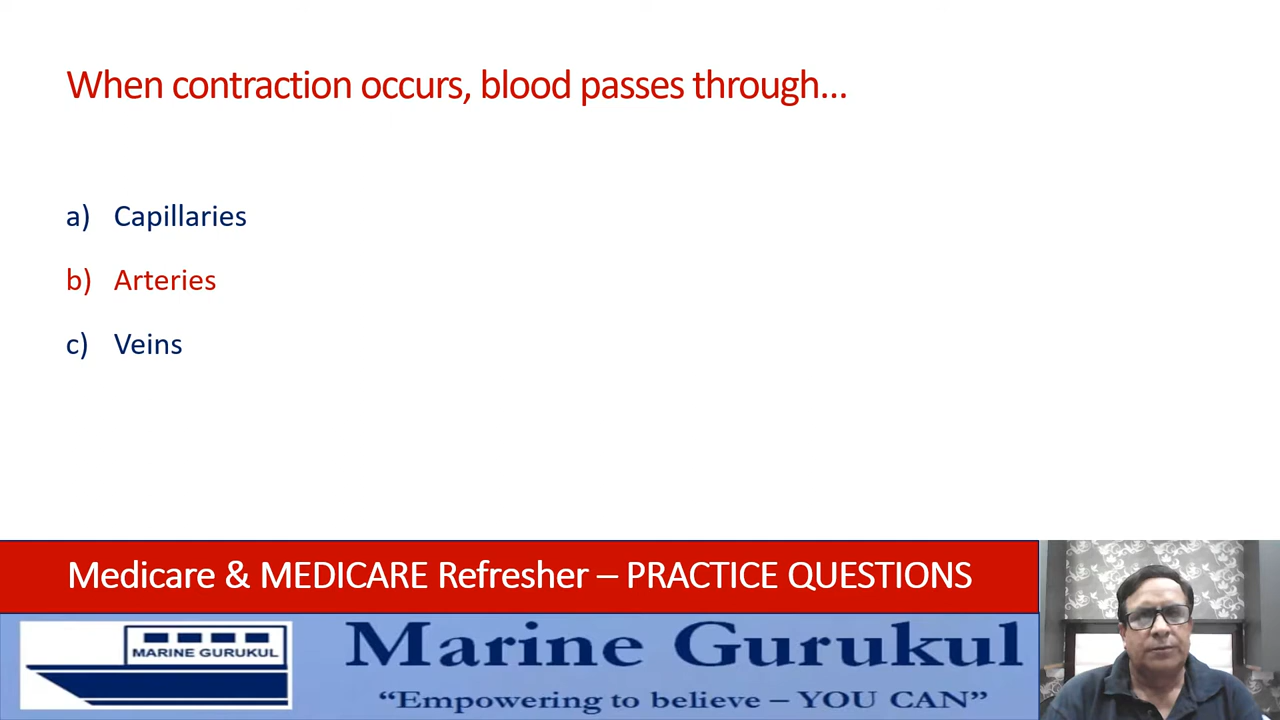 When contraction occurs, blood passes through...
a) Capillaries
b) Arteries
c) Veins
Medicare & MEDICARE Refresher – PRACTICE QUESTIONS
MARINE GURUKUL
Marine Gurukul
“Empowering to believe – YOU CAN”